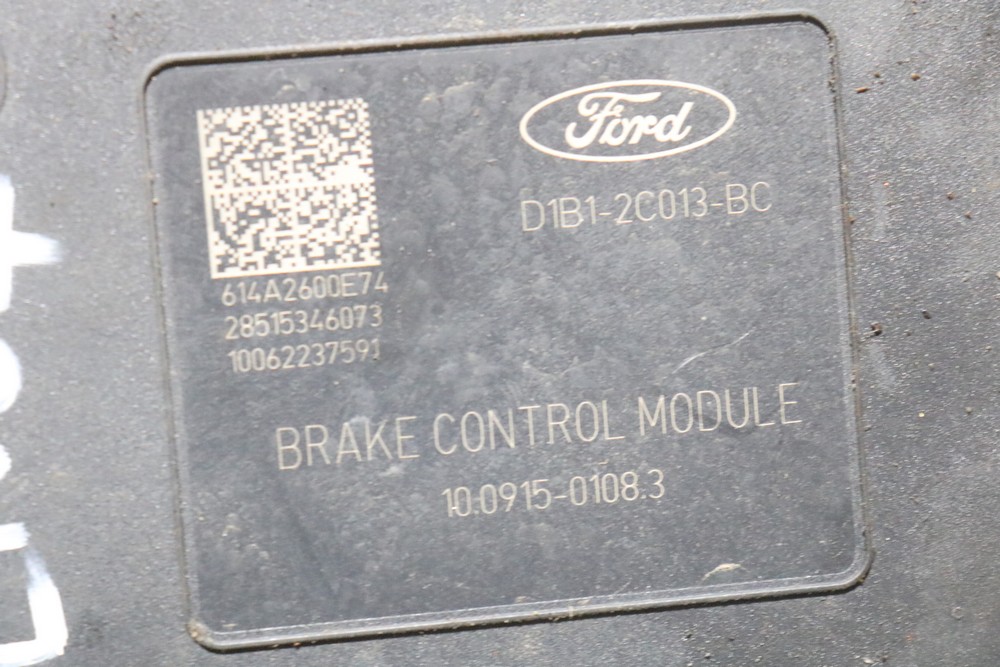 Ford
D1B1-2C013-BC
614A2600E74
28515346073
10062237591
BRAKE CONTROL MODULE
10.0915-0108.3